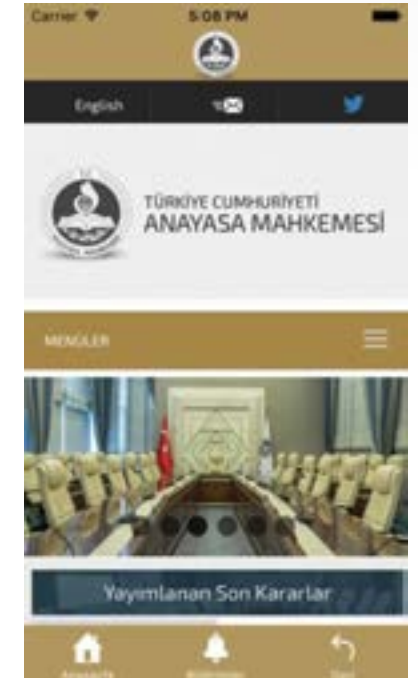 Carrier 5:08 PM
English
TÜRKİYE CUMHURİYETİ
ANAYASA MAHKEMESİ
MENÜLER
Yayımlanan Son Kararlar
Anasayfa
Geri